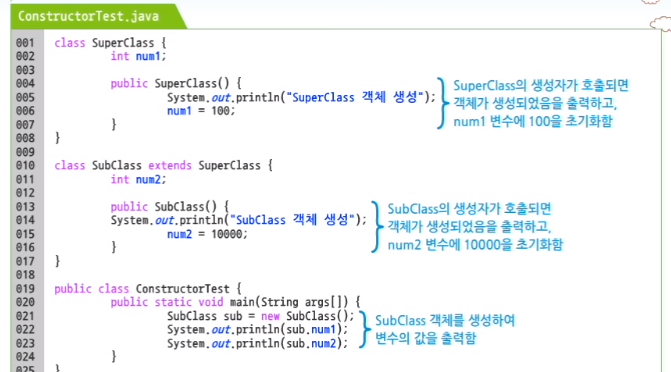 ConstructorTest.java
001 class SuperClass {
002 int num1;
003
004 public SuperClass() {
005 System.out.println("SuperClass 객체 생성");
006 num1 = 100;
007 }
008 }
009
010 class SubClass extends SuperClass {
011 int num2;
012
013 public SubClass() {
014 System.out.println("SubClass 객체 생성");
015 num2 = 10000;
016 }
017 }
018
019 public class ConstructorTest {
020 public static void main(String args[]) {
021 SubClass sub = new SubClass();
022 System.out.println(sub.num1);
023 System.out.println(sub.num2);
024 }
025 }
SuperClass의 생성자가 호출되면
객체가 생성되었음을 출력하고,
num1 변수에 100을 초기화함
SubClass의 생성자가 호출되면
객체가 생성되었음을 출력하고,
num2 변수에 10000을 초기화함
SubClass 객체를 생성하여
변수의 값을 출력함